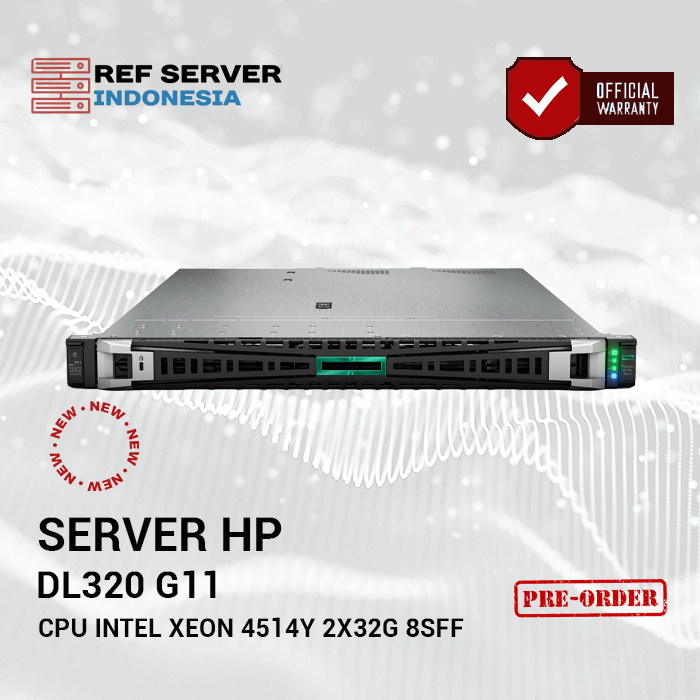 REF SERVER
INDONESIA
OFFICIAL
WARRANTY
NEW • NEW • NEW • NEW • NEW •
SERVER HP
DL320 G11
CPU INTEL XEON 4514Y 2X32G 8SFF
PRE-ORDER